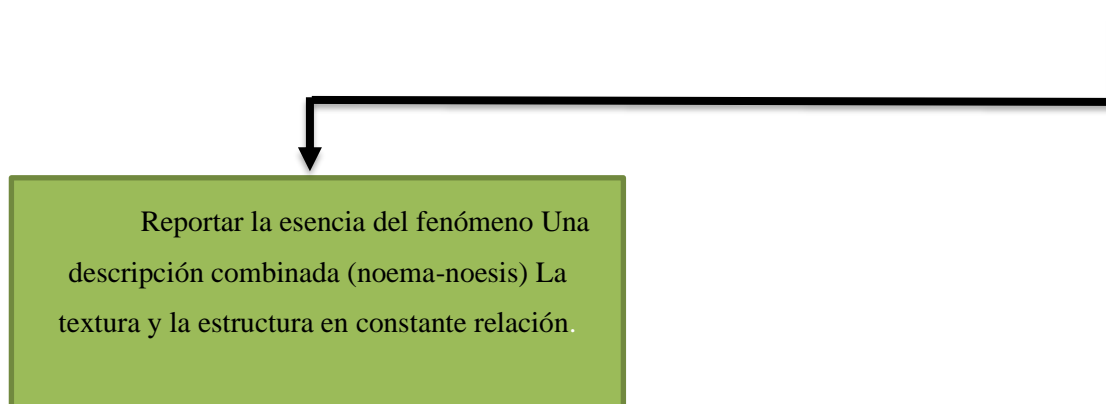 Reportar la esencia del fenómeno Una
descripción combinada (noema-noesis) La
textura y la estructura en constante relación.